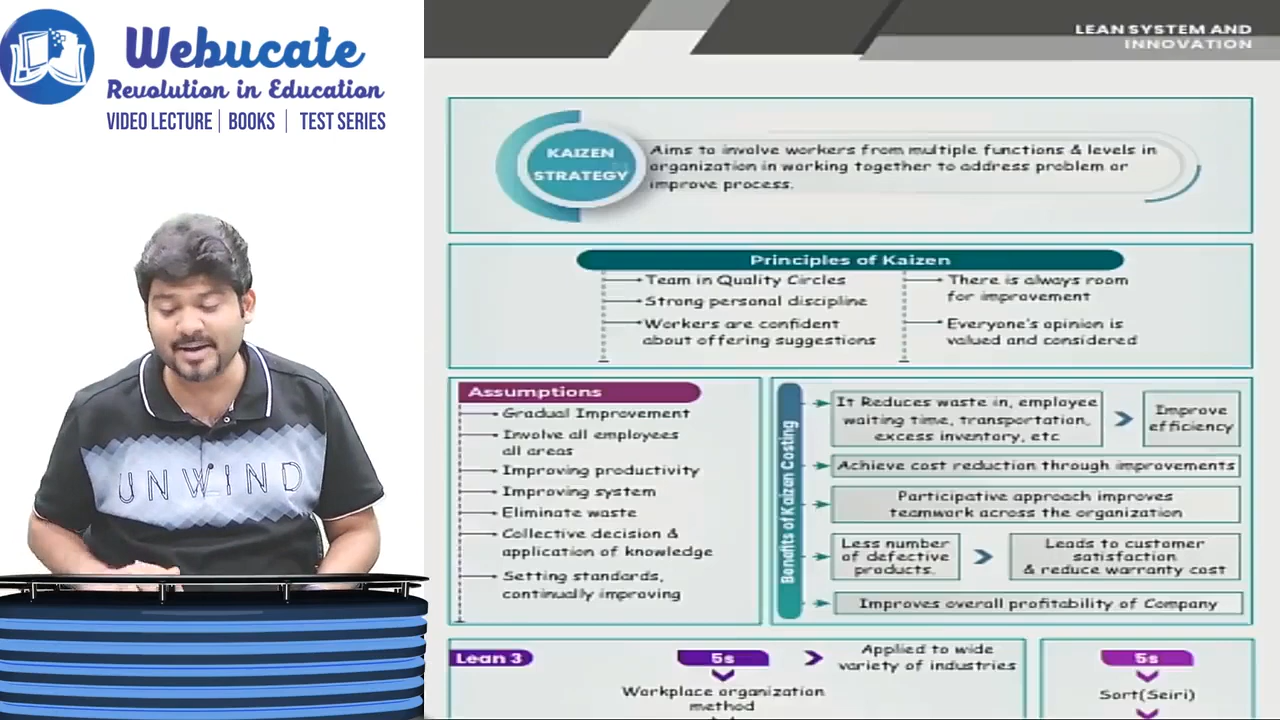 Webucate
Revolution in Education
VIDEO LECTURE | BOOKS | TEST SERIES
UNWIND
LEAN SYSTEM AND
INNOVATION
KAIZEN
STRATEGY
Aims to involve workers from multiple functions & levels in
organization in working together to address problem or
improve process.
Principles of Kaizen
Team in Quality Circles
Strong personal discipline
Workers are confident
about offering suggestions
There is always room
for improvement
Everyone's opinion is
valued and considered
Assumptions
Gradual Improvement
Involve all employees
all areas
Improving productivity
Improving system
Eliminate waste
Collective decision &
application of knowledge
Setting standards,
continually improving
Benefits of Kaizen Costing
It Reduces waste in, employee
waiting time, transportation,
excess inventory, etc
Improve
efficiency
Achieve cost reduction through improvements
Participative approach improves
teamwork across the organization
Less number
of defective
products.
Leads to customer
satisfaction
& reduce warranty cost
Improves overall profitability of Company
Lean 3
5s
Applied to wide
variety of industries
Workplace organization
method
5s
Sort(Seiri)